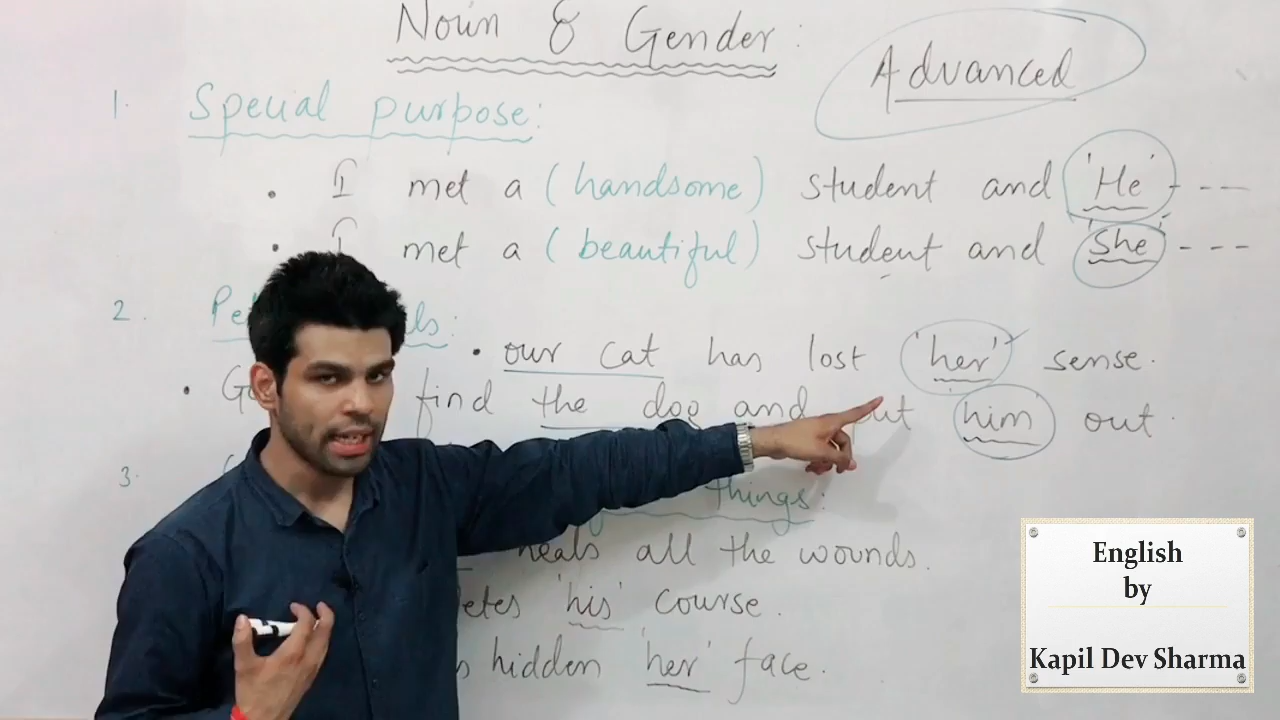 Noun & Gender:
Advanced
1. Special purpose:
• I met a (handsome) student and 'He' - - -
• I met a (beautiful) student and 'she' - - -
2.
• our cat has lost 'her' sense.
• find the dog and put him out.
3. things:
heals all the wounds.
'his' course.
hidden 'her' face.
English
by
Kapil Dev Sharma